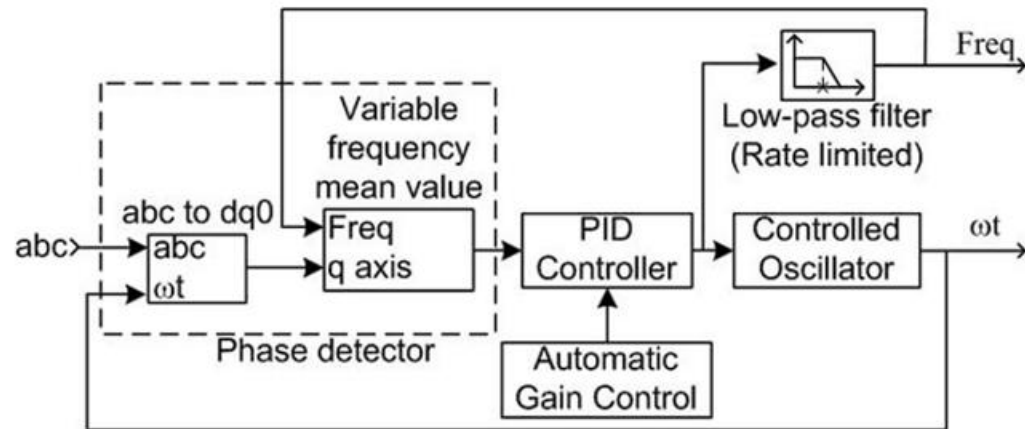 Freq
Low-pass filter
(Rate limited)
Variable
frequency
mean value
abc to dq0
abc
abc
ωt
Freq
q axis
PID
Controller
Controlled
Oscillator
ωt
Phase detector
Automatic
Gain Control